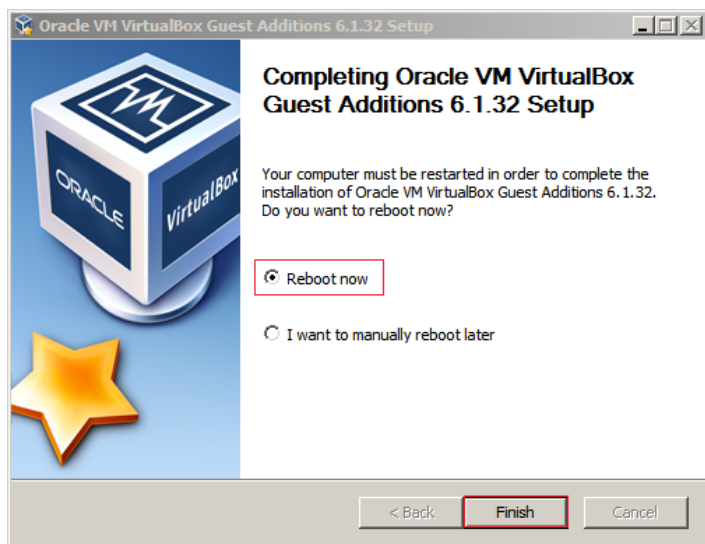 Oracle VM VirtualBox Guest Additions 6.1.32 Setup
VM
ORACLE
VirtualBox
Completing Oracle VM VirtualBox
Guest Additions 6.1.32 Setup
Your computer must be restarted in order to complete the
installation of Oracle VM VirtualBox Guest Additions 6.1.32.
Do you want to reboot now?
Reboot now
I want to manually reboot later
< Back
Finish
Cancel